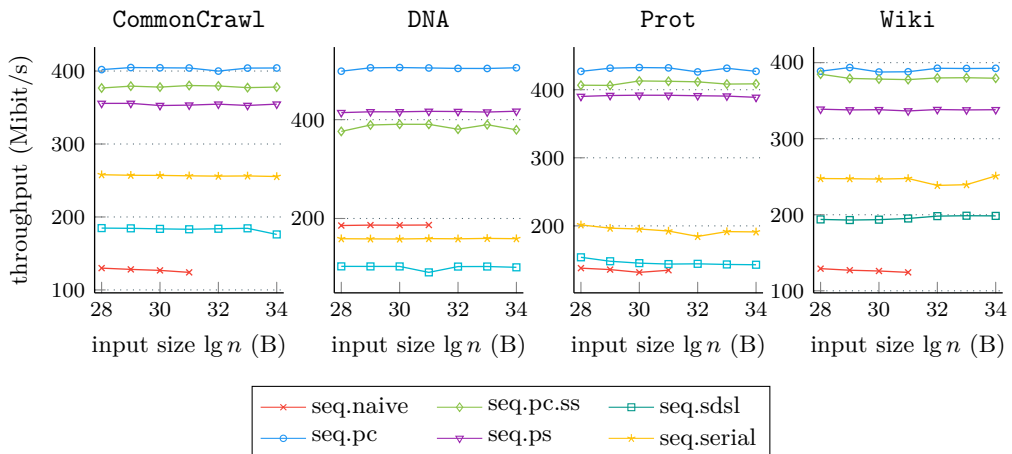 CommonCrawl DNA Prot Wiki
throughput (Mibit/s)
400
300
200
100
28 30 32 34
input size lg n (B)
400
200
28 30 32 34
input size lg n (B)
400
300
200
28 30 32 34
input size lg n (B)
400
300
200
100
28 30 32 34
input size lg n (B)
seq.naive seq.pc.ss seq.sdsl
seq.pc seq.ps seq.serial